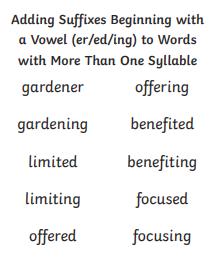 Adding Suffixes Beginning with
a Vowel (er/ed/ing) to Words
with More Than One Syllable
gardener offering
gardening benefited
limited benefiting
limiting focused
offered focusing